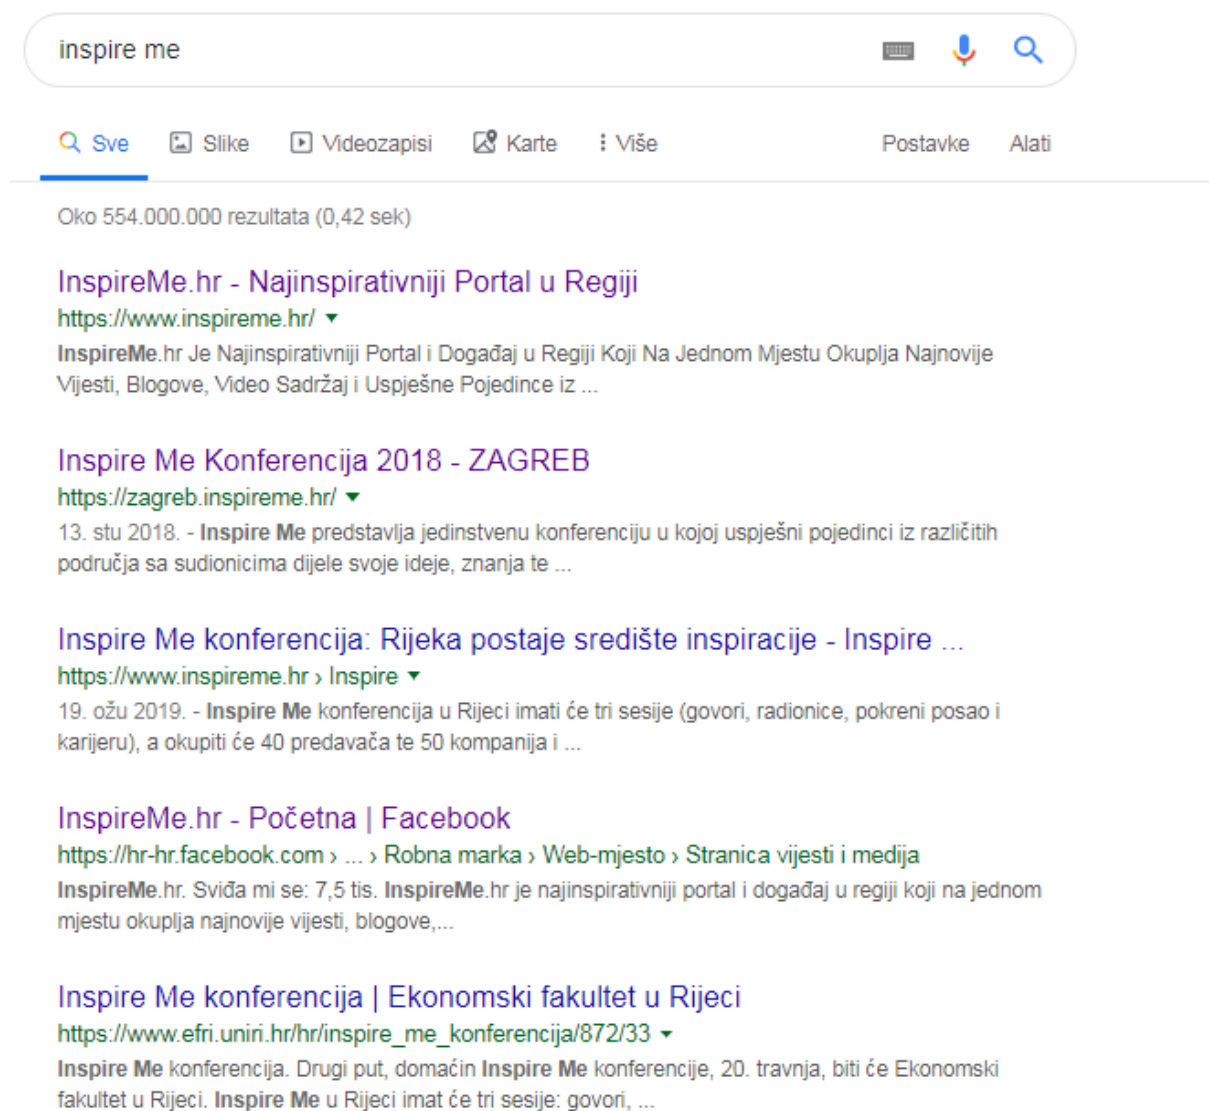 inspire me
Sve Slike Videozapisi Karte Više Postavke Alati
Oko 554.000.000 rezultata (0,42 sek)
InspireMe.hr - Najinspirativniji Portal u Regiji
https://www.inspireme.hr/
InspireMe.hr Je Najinspirativniji Portal i Događaj u Regiji Koji Na Jednom Mjestu Okuplja Najnovije
Vijesti, Blogove, Video Sadržaj i Uspješne Pojedince iz ...
Inspire Me Konferencija 2018 - ZAGREB
https://zagreb.inspireme.hr/
13. stu 2018. - Inspire Me predstavlja jedinstvenu konferenciju u kojoj uspješni pojedinci iz različitih
područja sa sudionicima dijele svoje ideje, znanja te ...
Inspire Me konferencija: Rijeka postaje središte inspiracije - Inspire ...
https://www.inspireme.hr › Inspire
19. ožu 2019. - Inspire Me konferencija u Rijeci imati će tri sesije (govori, radionice, pokreni posao i
karijeru), a okupiti će 40 predavača te 50 kompanija i ...
InspireMe.hr - Početna | Facebook
https://hr-hr.facebook.com › ... › Robna marka › Web-mjesto › Stranica vijesti i medija
InspireMe.hr. Sviđa mi se: 7,5 tis. InspireMe.hr je najinspirativniji portal i događaj u regiji koji na jednom
mjestu okuplja najnovije vijesti, blogove,...
Inspire Me konferencija | Ekonomski fakultet u Rijeci
https://www.efri.uniri.hr/hr/inspire_me_konferencija/872/33
Inspire Me konferencija. Drugi put, domaćin Inspire Me konferencije, 20. travnja, biti će Ekonomski
fakultet u Rijeci. Inspire Me u Rijeci imat će tri sesije: govori, ...